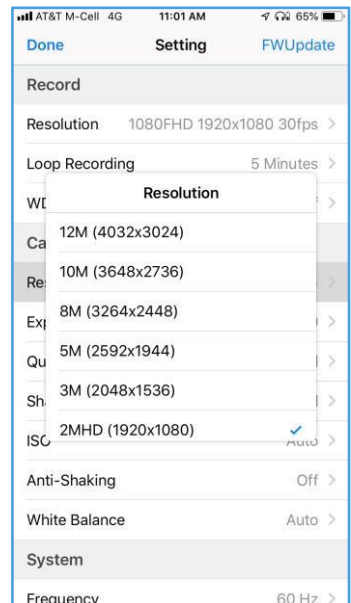 AT&T M-Cell 4G 11:01 AM 65%
Done Setting FWUpdate
Record
Resolution 1080FHD 1920x1080 30fps >
Loop Recording 5 Minutes >
Resolution
12M (4032x3024)
10M (3648x2736)
8M (3264x2448)
5M (2592x1944)
3M (2048x1536)
2MHD (1920x1080) ✓
ISO Auto >
Anti-Shaking Off >
White Balance Auto >
System
Frequency 60 Hz >